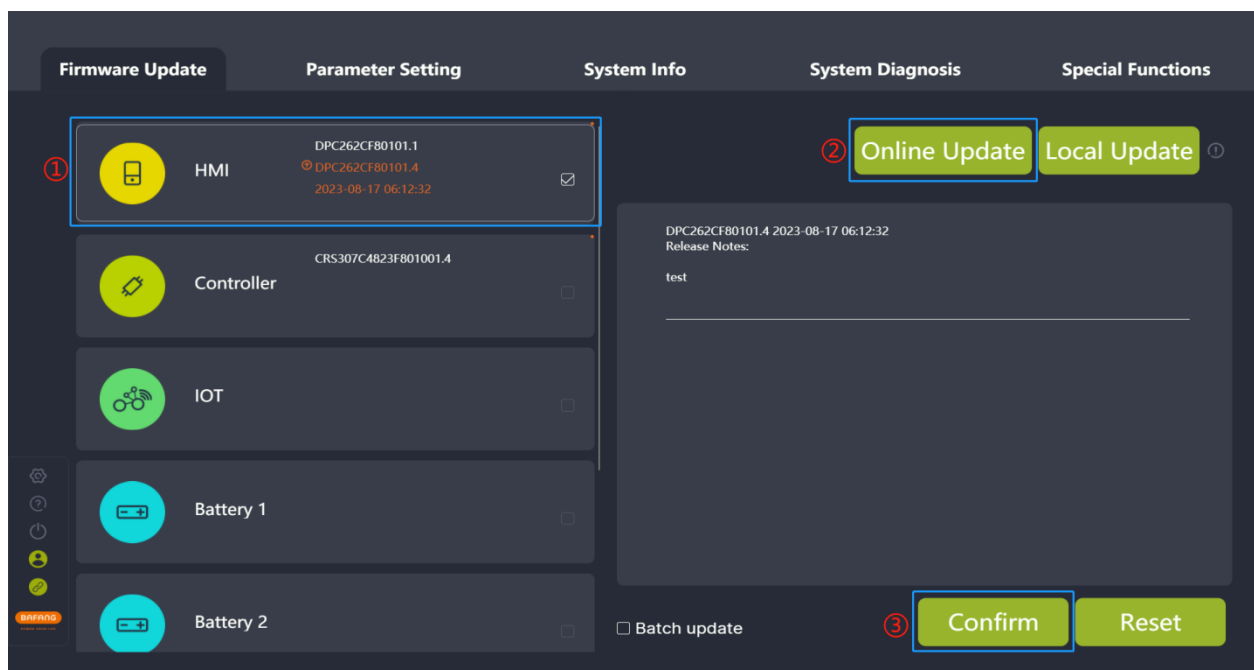 Firmware Update
Parameter Setting
System Info
System Diagnosis
Special Functions
①
HMI
DPC262CF80101.1
DPC262CF80101.4
2023-08-17 06:12:32
②
Online Update
Local Update
Controller
CRS307C4823F801001.4
DPC262CF80101.4 2023-08-17 06:12:32
Release Notes:
test
IOT
Battery 1
Battery 2
BAFANG
Batch update
③
Confirm
Reset